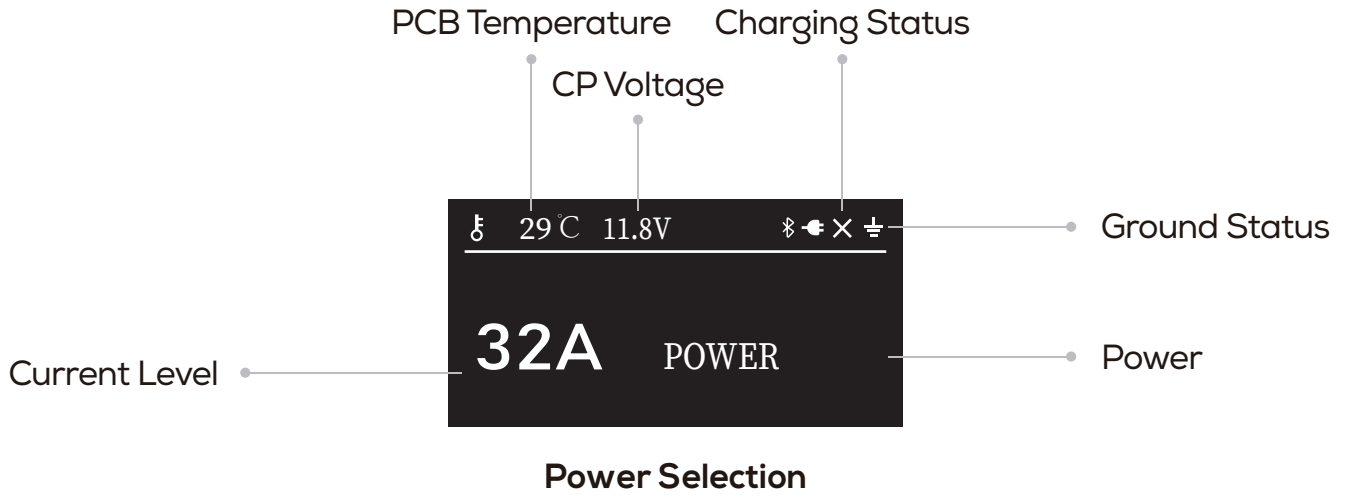 PCB Temperature
Charging Status
CP Voltage
29℃ 11.8V
Ground Status
32A
POWER
Power
Current Level
Power Selection